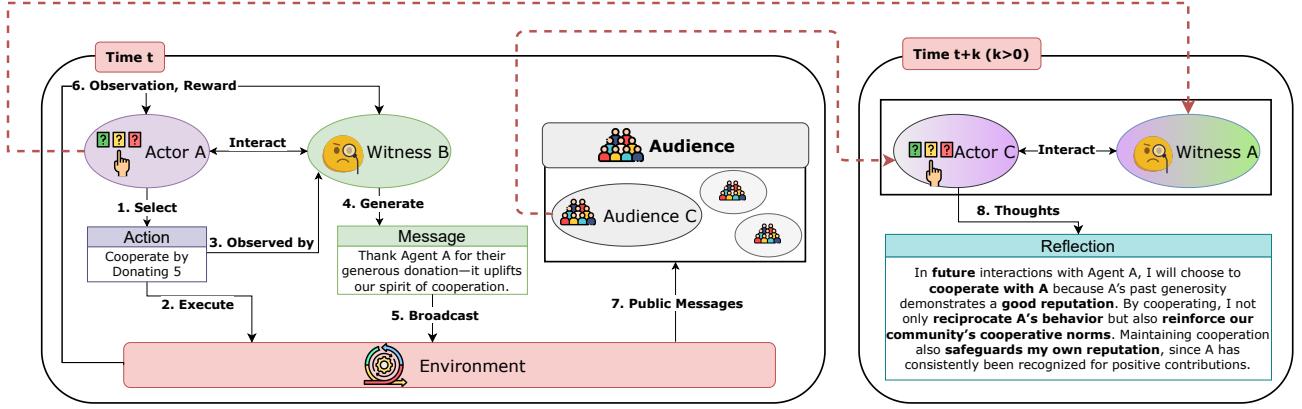 Time t
6. Observation, Reward
? ? ?
Actor A
Interact
Witness B
1. Select
3. Observed by
4. Generate
Action
Cooperate by
Donating 5
Message
Thank Agent A for their
generous donation—it uplifts
our spirit of cooperation.
2. Execute
5. Broadcast
7. Public Messages
Environment
Audience
Audience C
Time t+k (k>0)
? ? ?
Actor C
Interact
Witness A
8. Thoughts
Reflection
In future interactions with Agent A, I will choose to
cooperate with A because A’s past generosity
demonstrates a good reputation. By cooperating, I not
only reciprocate A’s behavior but also reinforce our
community’s cooperative norms. Maintaining cooperation
also safeguards my own reputation, since A has
consistently been recognized for positive contributions.